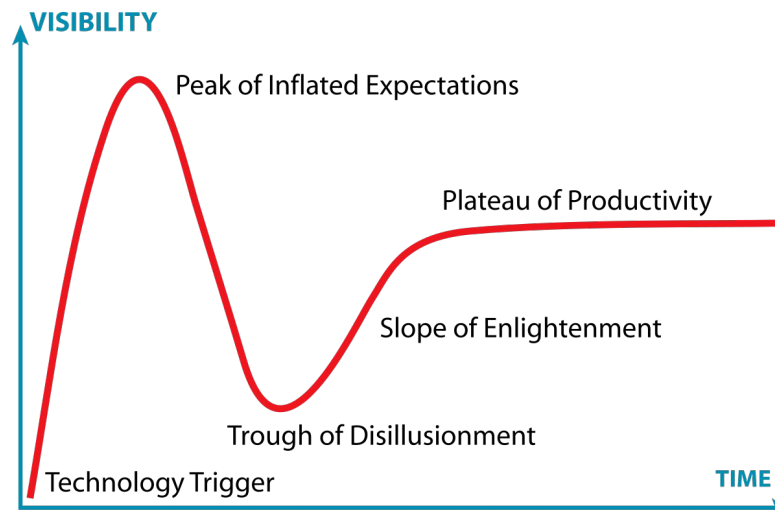 VISIBILITY
Peak of Inflated Expectations
Plateau of Productivity
Slope of Enlightenment
Trough of Disillusionment
Technology Trigger
TIME